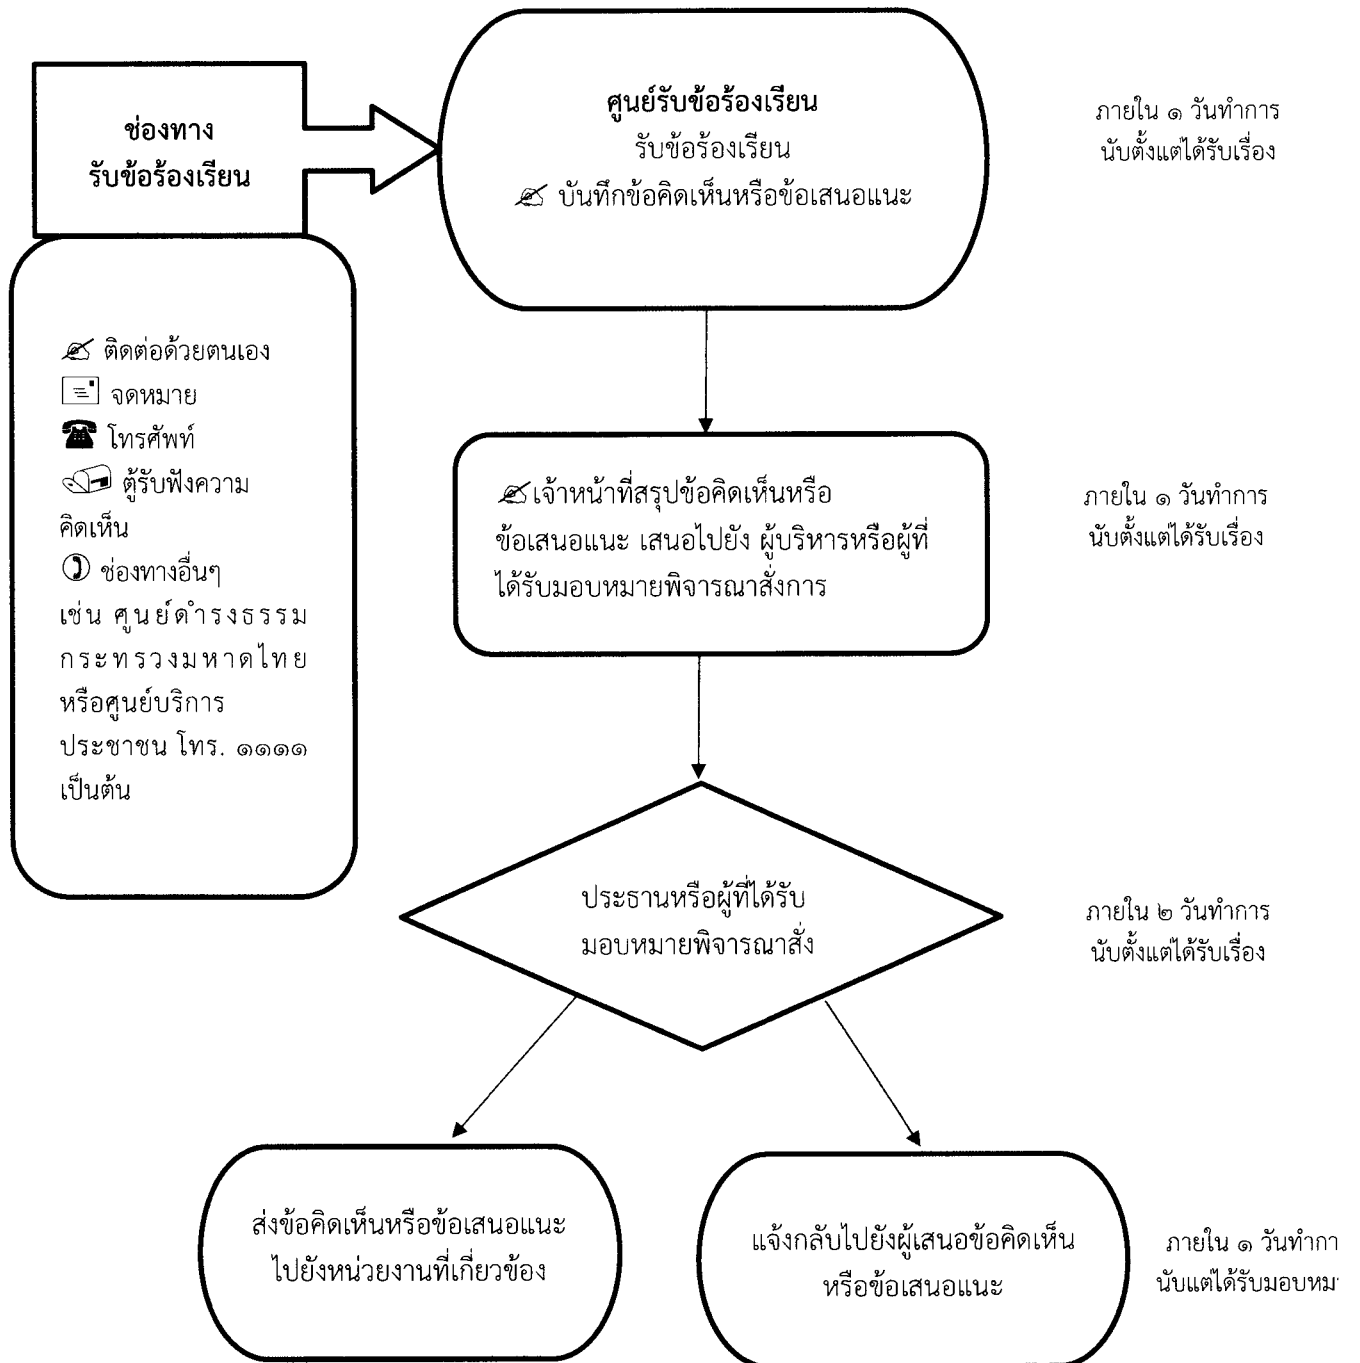 ช่องทาง
รับข้อร้องเรียน
ศูนย์รับข้อร้องเรียน
รับข้อร้องเรียน
บันทึกข้อคิดเห็นหรือข้อเสนอแนะ
ภายใน ๑ วันทำการ
นับตั้งแต่ได้รับเรื่อง
ติดต่อด้วยตนเอง
จดหมาย
โทรศัพท์
ตู้รับฟังความ
คิดเห็น
ช่องทางอื่นๆ
เช่น ศูนย์ดำรงธรรม
กระทรวงมหาดไทย
หรือศูนย์บริการ
ประชาชน โทร. ๑๑๑๑
เป็นต้น
เจ้าหน้าที่สรุปข้อคิดเห็นหรือ
ข้อเสนอแนะ เสนอไปยัง ผู้บริหารหรือผู้ที่
ได้รับมอบหมายพิจารณาสั่งการ
ภายใน ๑ วันทำการ
นับตั้งแต่ได้รับเรื่อง
ประธานหรือผู้ที่ได้รับ
มอบหมายพิจารณาสั่ง
ภายใน ๒ วันทำการ
นับตั้งแต่ได้รับเรื่อง
ส่งข้อคิดเห็นหรือข้อเสนอแนะ
ไปยังหน่วยงานที่เกี่ยวข้อง
แจ้งกลับไปยังผู้เสนอข้อคิดเห็น
หรือข้อเสนอแนะ
ภายใน ๑ วันทำกา
นับแต่ได้รับมอบหม